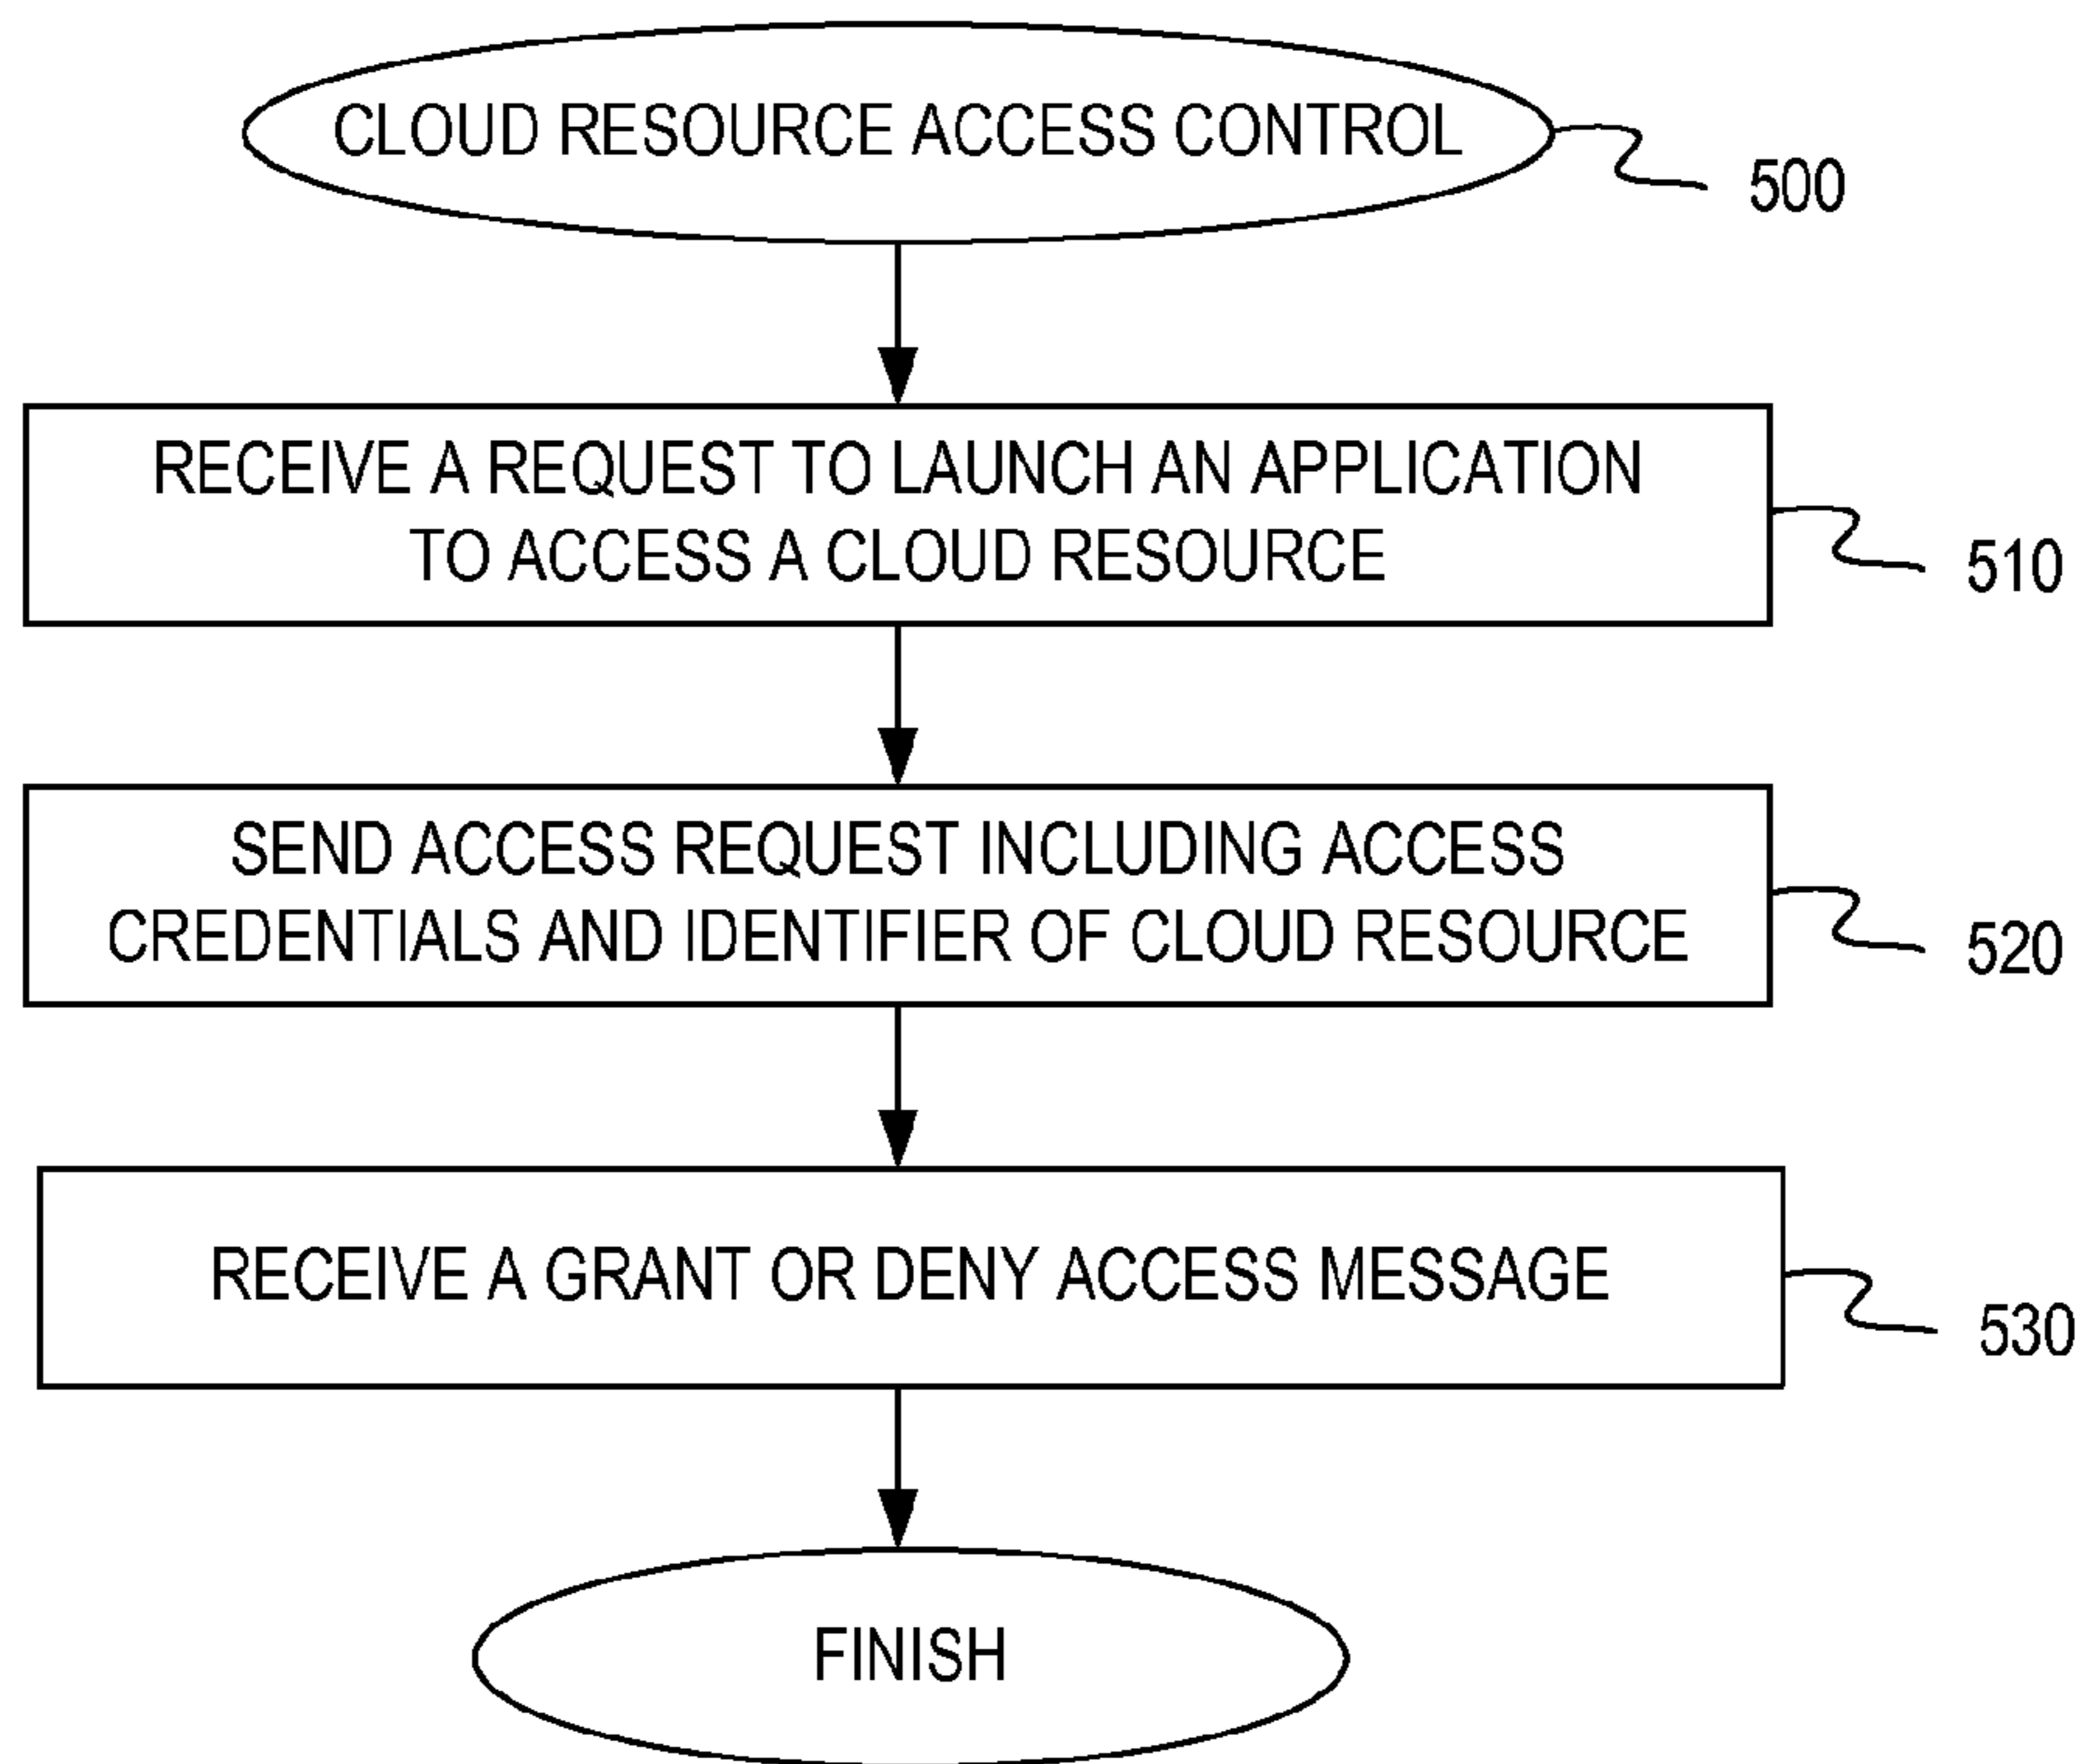 CLOUD RESOURCE ACCESS CONTROL
500
RECEIVE A REQUEST TO LAUNCH AN APPLICATION
TO ACCESS A CLOUD RESOURCE
510
SEND ACCESS REQUEST INCLUDING ACCESS
CREDENTIALS AND IDENTIFIER OF CLOUD RESOURCE
520
RECEIVE A GRANT OR DENY ACCESS MESSAGE
530
FINISH